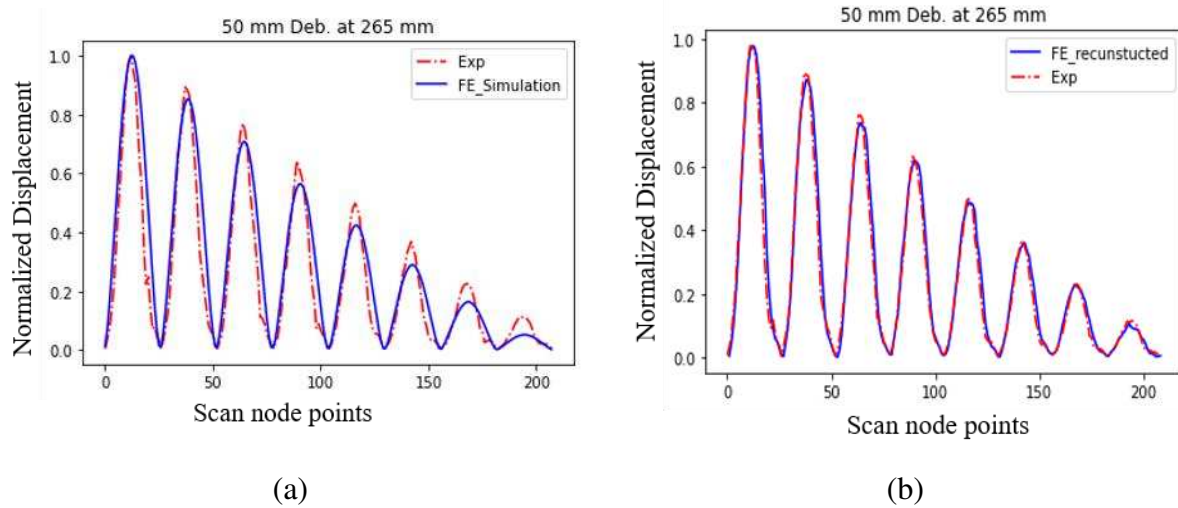 50 mm Deb. at 265 mm
Exp
FE_Simulation
Normalized Displacement
1.0
0.8
0.6
0.4
0.2
0.0
0 50 100 150 200
Scan node points
(a)
50 mm Deb. at 265 mm
FE_recunstucted
Exp
Normalized Displacement
1.0
0.8
0.6
0.4
0.2
0.0
0 50 100 150 200
Scan node points
(b)